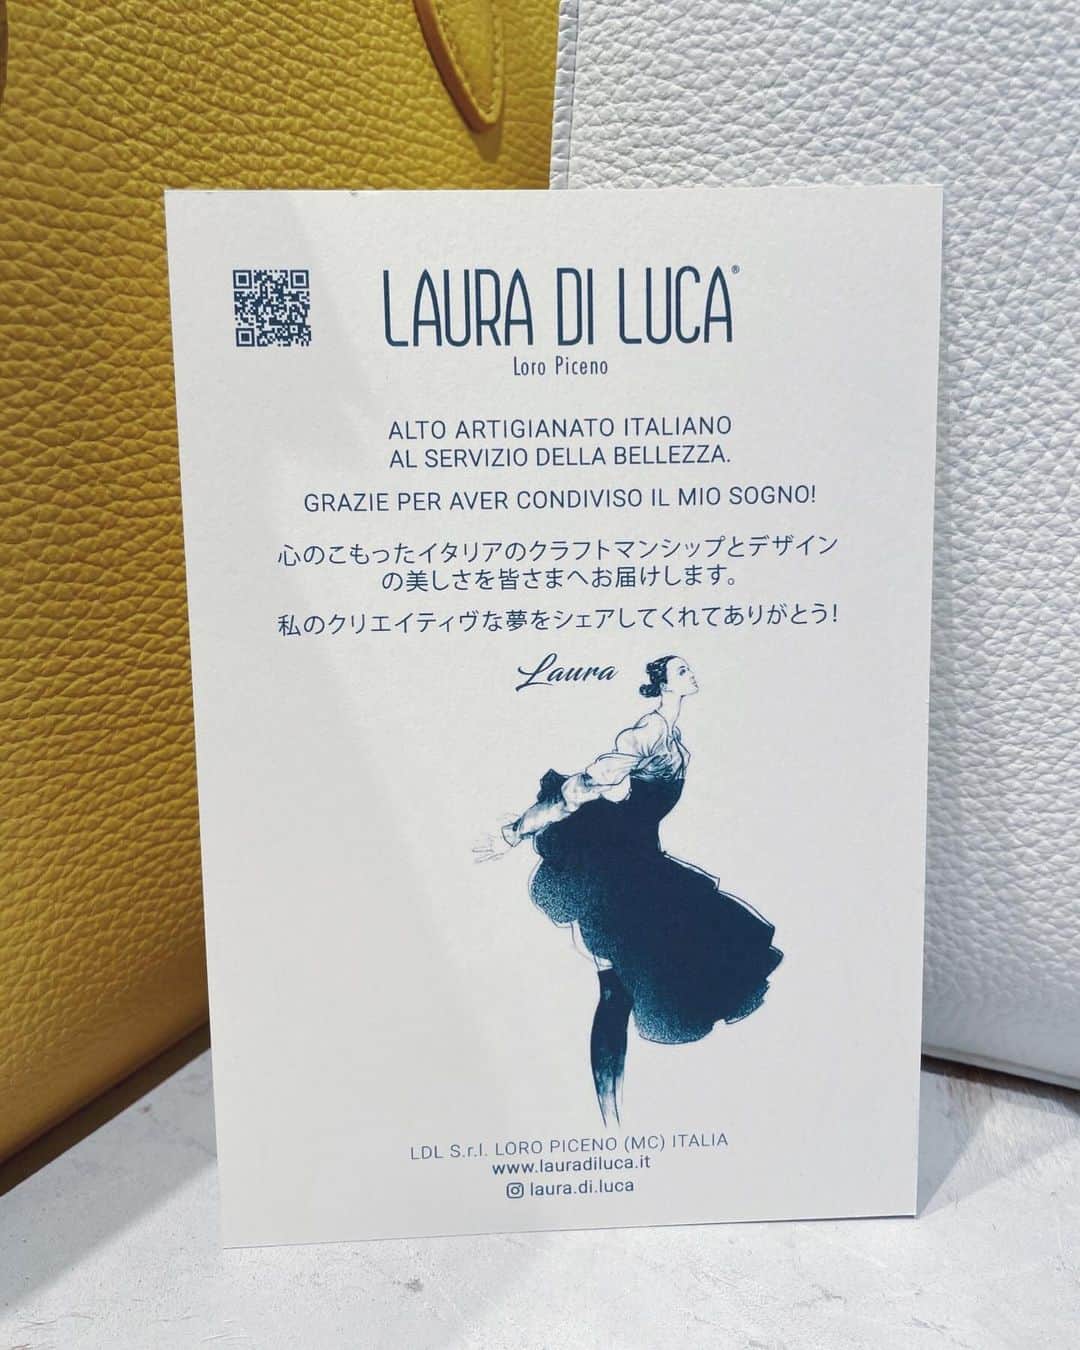 LAURA DI LUCA®
Loro Piceno
ALTO ARTIGIANATO ITALIANO
AL SERVIZIO DELLA BELLEZZA.
GRAZIE PER AVER CONDIVISO IL MIO SOGNO!
心のこもったイタリアのクラフトマンシップとデザイン
の美しさを皆さまへお届けします。
私のクリエイティヴな夢をシェアしてくれてありがとう!
Laura
LDL S.r.l. LORO PICENO (MC) ITALIA
www.lauradiluca.it
laura.di.luca